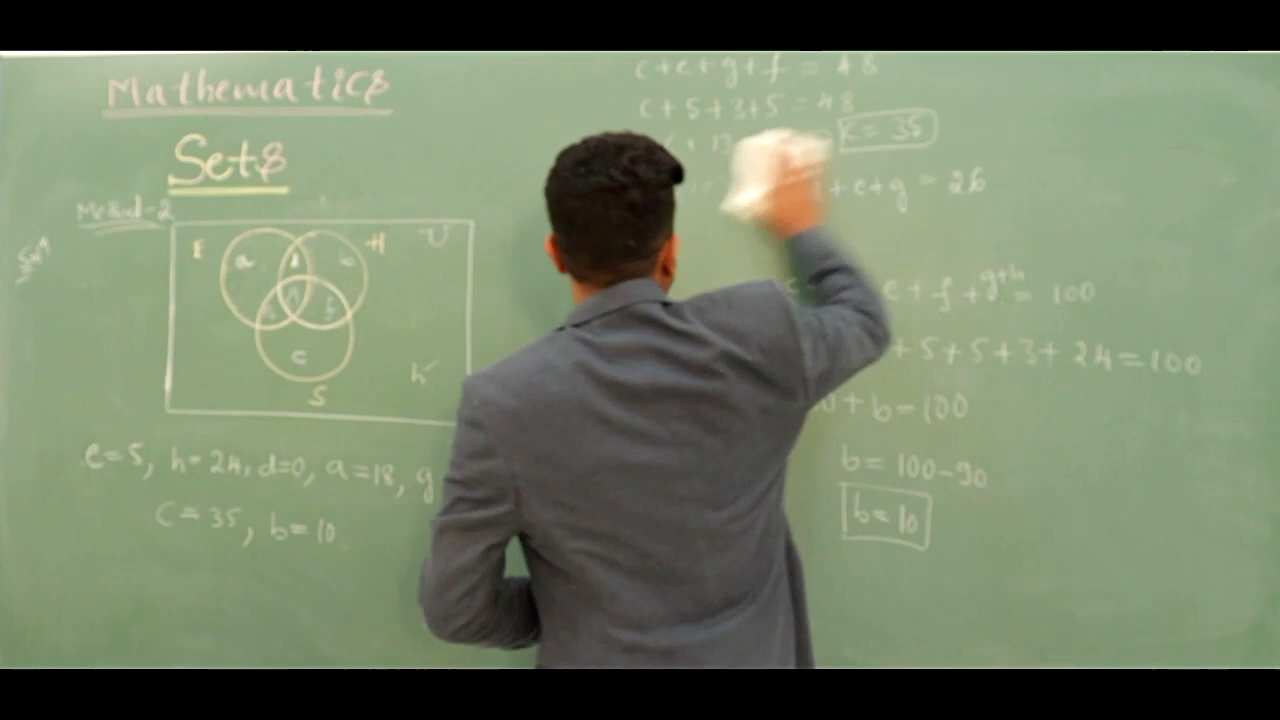 Mathematics
Sets
Method-2
Solⁿ
E H U
a d b
g
e f
c
S h✓
e=5, h=24, d=0, a=18, g
c=35, b=10
c+e+g+f=48
c+5+3+5=48
c=35
+e+g=26
e+f+g+h=100
+5+5+3+24=100
+b=100
b=100-90
b=10